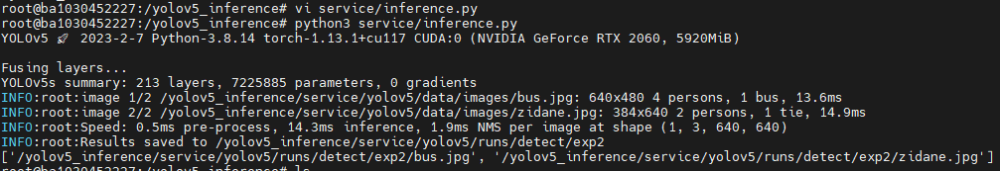 root@ba1030452227:/yolov5_inference# vi service/inference.py
root@ba1030452227:/yolov5_inference# python3 service/inference.py
YOLOv5 🚀 2023-2-7 Python-3.8.14 torch-1.13.1+cu117 CUDA:0 (NVIDIA GeForce RTX 2060, 5920MiB)
Fusing layers...
YOLOv5s summary: 213 layers, 7225885 parameters, 0 gradients
INFO:root:image 1/2 /yolov5_inference/service/yolov5/data/images/bus.jpg: 640x480 4 persons, 1 bus, 13.6ms
INFO:root:image 2/2 /yolov5_inference/service/yolov5/data/images/zidane.jpg: 384x640 2 persons, 1 tie, 14.9ms
INFO:root:Speed: 0.5ms pre-process, 14.3ms inference, 1.9ms NMS per image at shape (1, 3, 640, 640)
INFO:root:Results saved to /yolov5_inference/service/yolov5/runs/detect/exp2
['/yolov5_inference/service/yolov5/runs/detect/exp2/bus.jpg', '/yolov5_inference/service/yolov5/runs/detect/exp2/zidane.jpg']
root@ba1030452227:/yolov5_inference# ls